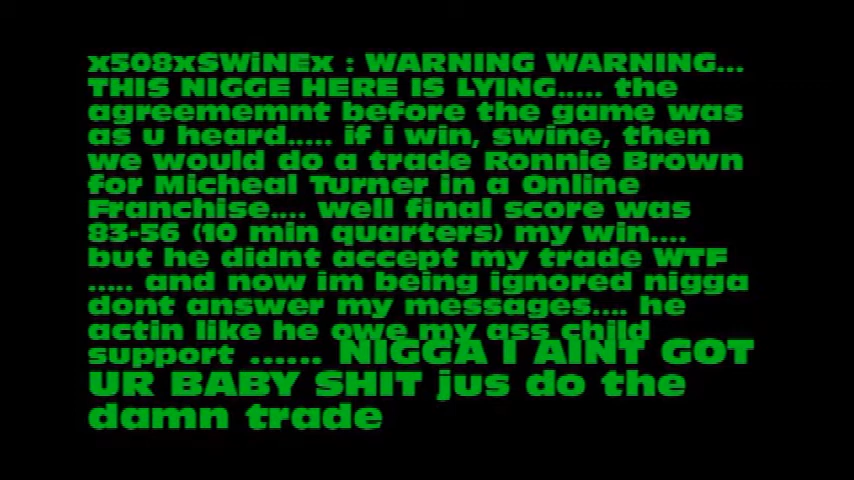 x508xSWiNEx : WARNING WARNING...
THIS NIGGE HERE IS LYING..... the
agreememnt before the game was
as u heard..... if i win, swine, then
we would do a trade Ronnie Brown
for Micheal Turner in a Online
Franchise.... well final score was
83-56 (10 min quarters) my win....
but he didnt accept my trade WTF
..... and now im being ignored nigga
dont answer my messages.... he
actin like he owe my ass child
support ...... NIGGA I AINT GOT
UR BABY SHIT jus do the
damn trade